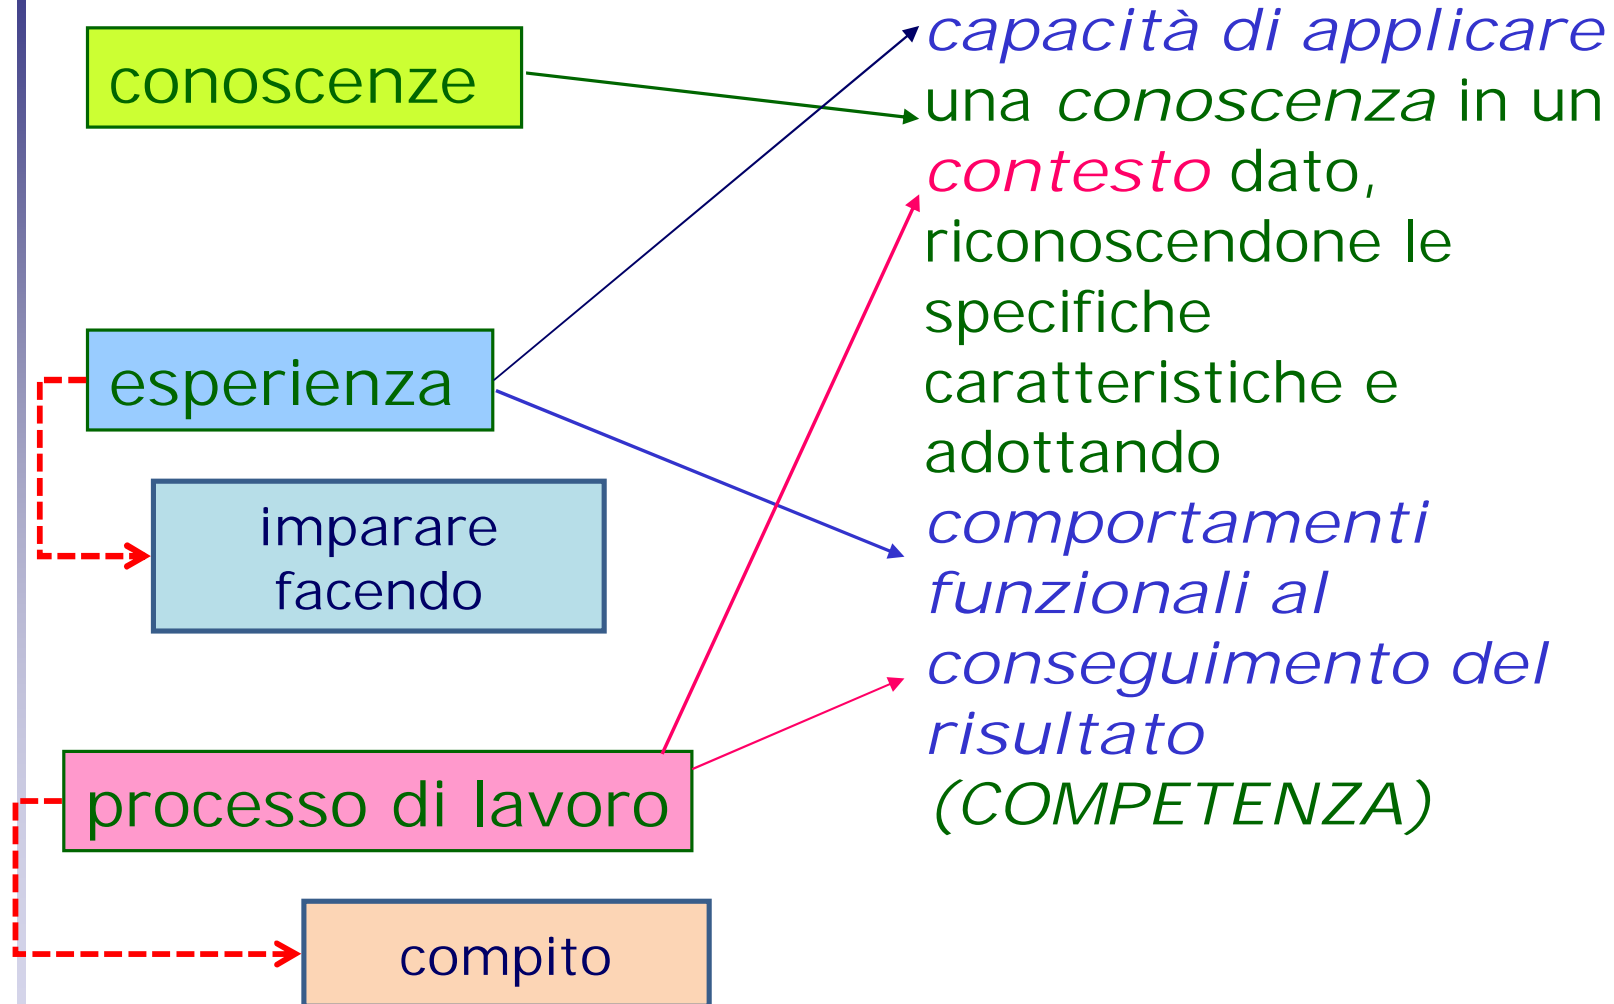 conoscenze
esperienza
imparare
facendo
processo di lavoro
compito
capacità di applicare
una conoscenza in un
contesto dato,
riconoscendone le
specifiche
caratteristiche e
adottando
comportamenti
funzionali al
conseguimento del
risultato
(COMPETENZA)